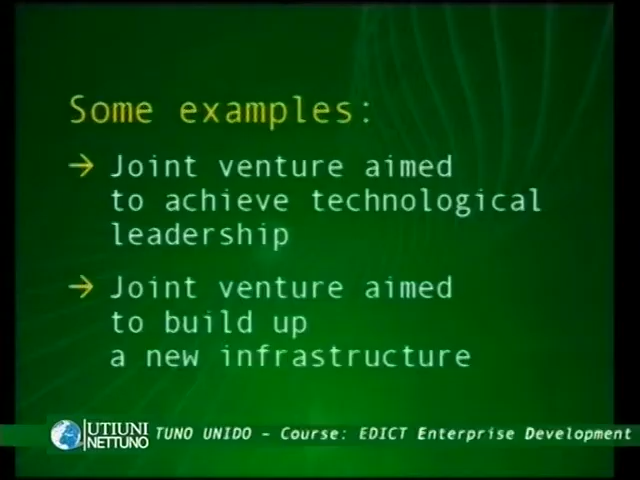 Some examples:
→ Joint venture aimed
to achieve technological
leadership
→ Joint venture aimed
to build up
a new infrastructure
UTIUNI
NETTUNO
TUNO UNIDO - Course: EDICT Enterprise Development